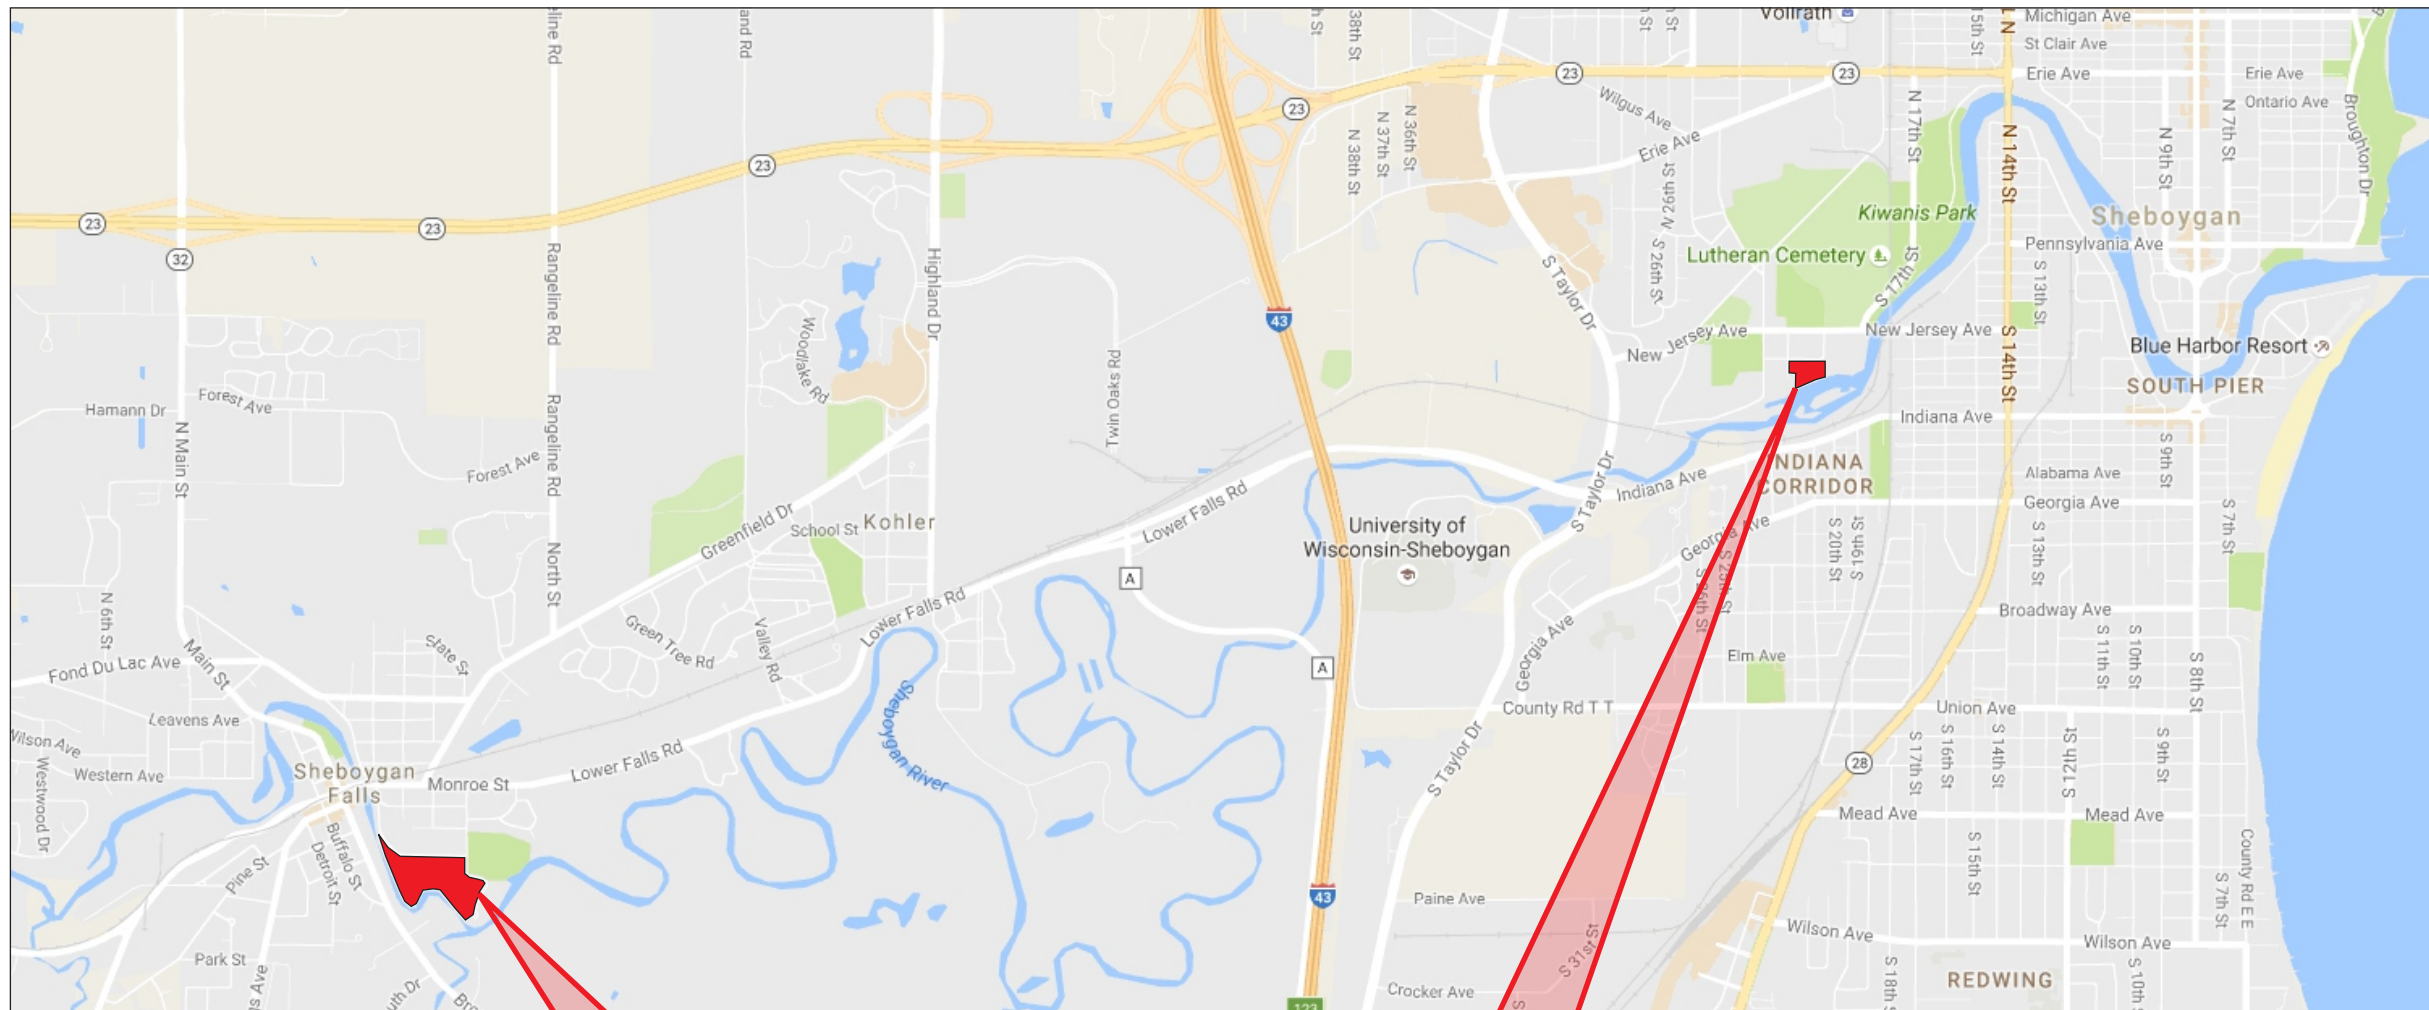 Vollrath
Michigan Ave
St Clair Ave
Erie Ave
Erie Ave
Ontario Ave
Broughton Dr
38th St
23
23
23
23
23
23
32
Wilgus Ave
Erie Ave
N 36th St
N 37th St
N 38th St
N 26th St
S 26th St
N 17th St
N 14th St
N 9th St
N 7th St
15th St
Kiwanis Park
Lutheran Cemetery
Sheboygan
Pennsylvania Ave
S 17th St
S 13th St
S Taylor Dr
Rangeline Rd
Highland Dr
43
New Jersey Ave
New Jersey Ave
S 14th St
Blue Harbor Resort
SOUTH PIER
Woodlake Rd
Twin Oaks Rd
Hamann Dr
Forest Ave
N Main St
Rangeline Rd
Forest Ave
Indiana Ave
S 9th St
INDIANA
CORRIDOR
Alabama Ave
Georgia Ave
Indiana Ave
S Taylor Dr
Lower Falls Rd
Greenfield Dr
School St
Kohler
University of
Wisconsin-Sheboygan
Georgia Ave
S 20th St
S 19th St
S 13th St
S 7th St
North St
N 6th St
A
Lower Falls Rd
S 25th St
S 26th St
Broadway Ave
S 11th St
S 10th St
S 8th St
Green Tree Rd
Valley Rd
State St
Main St
Fond Du Lac Ave
A
Georgia Ave
Elm Ave
County Rd T T
Union Ave
Leavens Ave
Wilson Ave
Western Ave
Westwood Dr
Sheboygan River
Lower Falls Rd
Monroe St
Sheboygan
Falls
S Taylor Dr
28
S 17th St
S 16th St
S 14th St
S 12th St
S 9th St
Mead Ave
Mead Ave
Buffalo St
Detroit St
Pine St
43
Paine Ave
S 15th St
County Rd E E
S 7th St
Wilson Ave
Wilson Ave
S 31st St
Park St
REDWING
S 18th S
S 10th
Crocker Ave
123